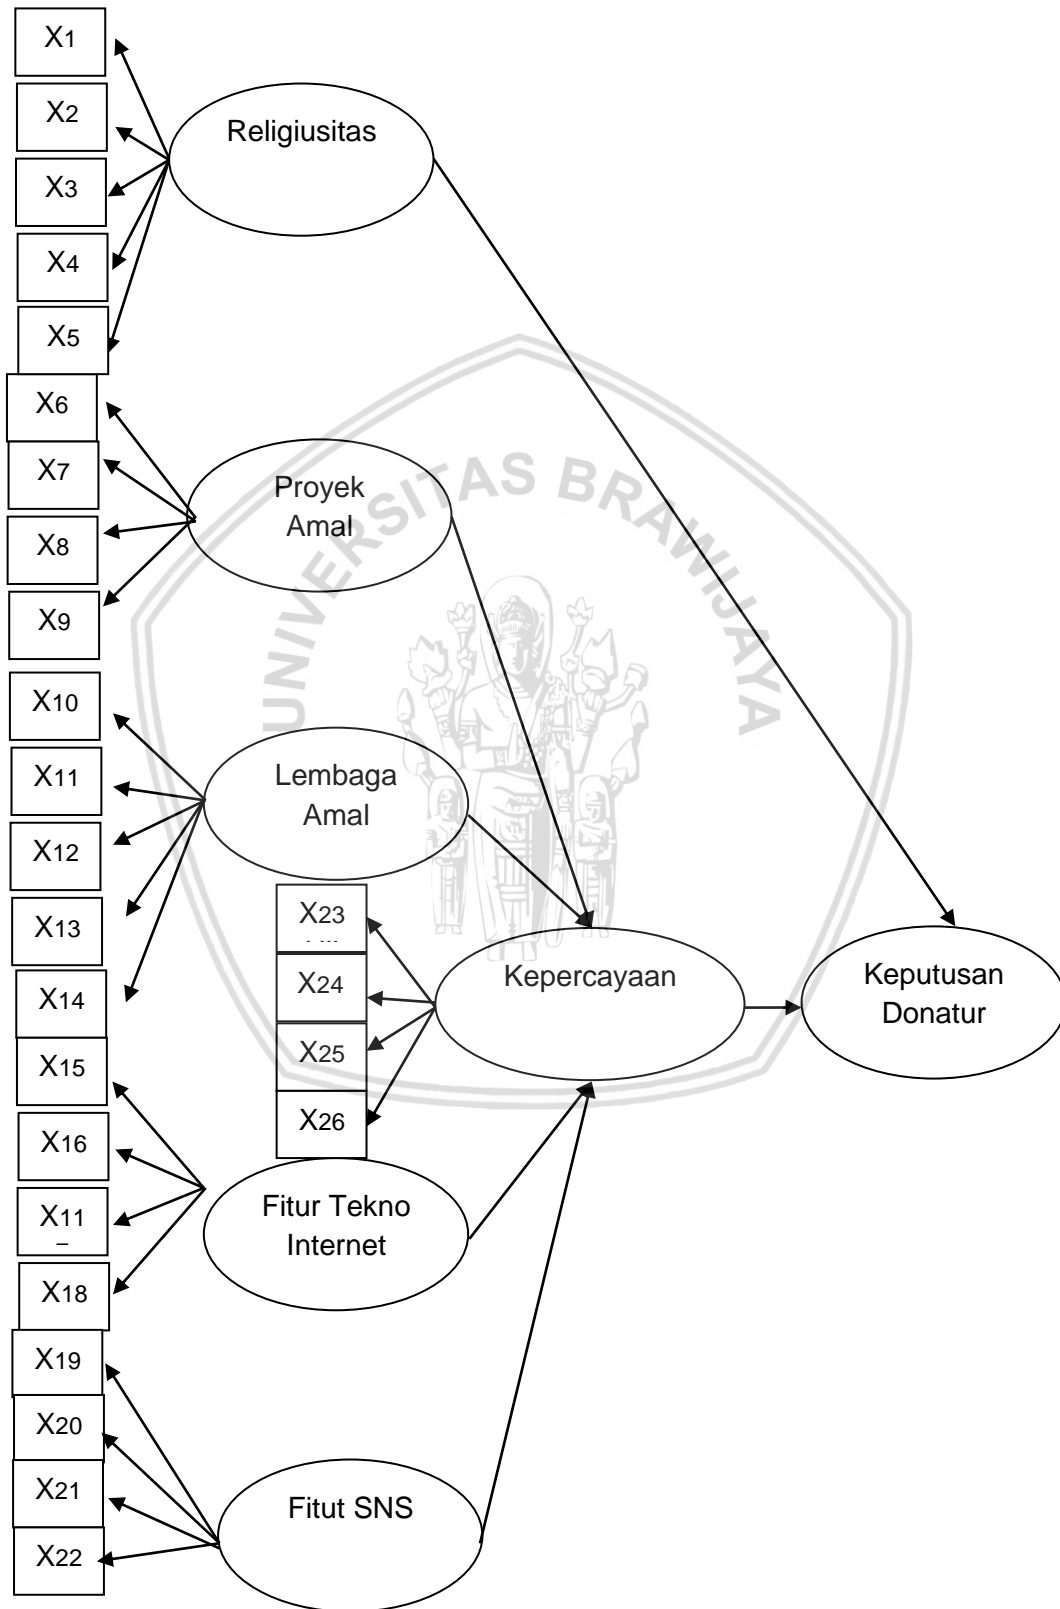 X1
X2
X3
X4
X5
X6
X7
X8
X9
X10
X11
X12
X13
X14
X15
X16
X11
X18
X19
X20
X21
X22
Religiusitas
Proyek
Amal
Lembaga
Amal
X23
X24
X25
X26
Fitur Tekno
Internet
Fitut SNS
Kepercayaan
Keputusan
Donatur
UNIVERSITAS BRAWIJAYA